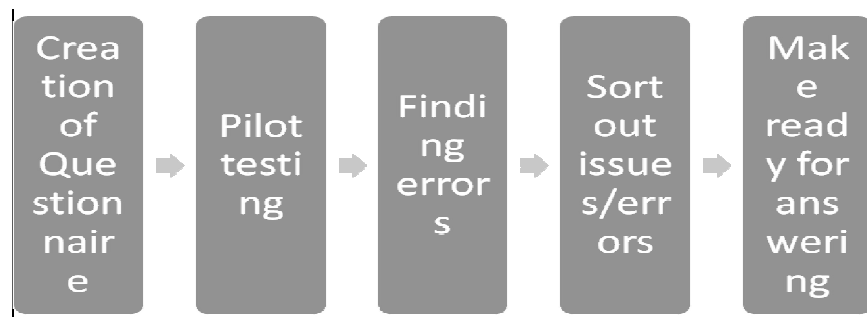 Crea
tion
of
Que
stion
nair
e
Pilot
testi
ng
Findi
ng
error
s
Sort
out
issue
s/err
ors
Mak
e
read
y for
ans
weri
ng